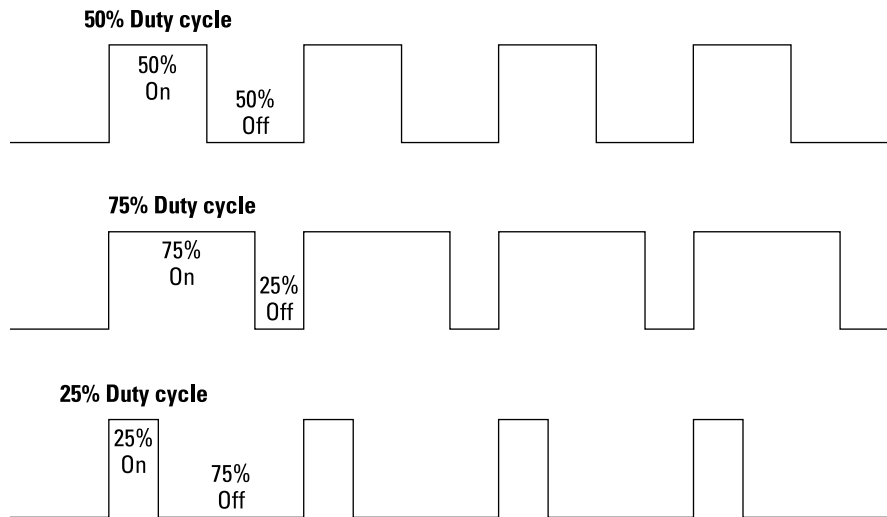 50% Duty cycle
50%
On
50%
Off
75% Duty cycle
75%
On
25%
Off
25% Duty cycle
25%
On
75%
Off